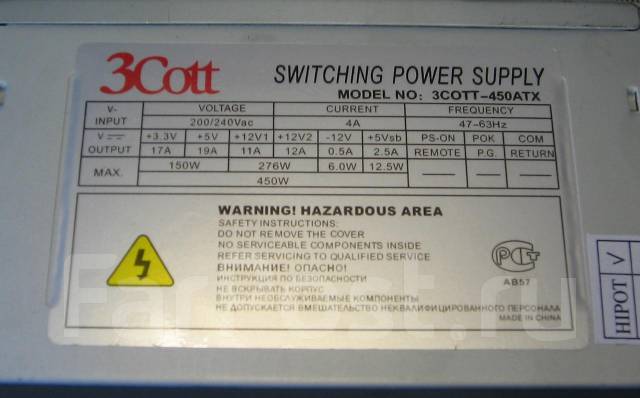 3Cott
SWITCHING POWER SUPPLY
MODEL NO: 3COTT-450ATX
V~ INPUT VOLTAGE CURRENT FREQUENCY
200/240Vac 4A 47-63Hz
V OUTPUT +3.3V +5V +12V1 +12V2 -12V +5Vsb PS-ON POK COM
17A 19A 11A 12A 0.5A 2.5A REMOTE P.G. RETURN
MAX. 150W 276W 6.0W 12.5W
450W
WARNING! HAZARDOUS AREA
SAFETY INSTRUCTIONS:
DO NOT REMOVE THE COVER
NO SERVICEABLE COMPONENTS INSIDE
REFER SERVICING TO QUALIFIED SERVICE
ВНИМАНИЕ! ОПАСНО!
ИНСТРУКЦИЯ ПО БЕЗОПАСНОСТИ
НЕ ВСКРЫВАТЬ КОРПУС
ВНУТРИ НЕОБСЛУЖИВАЕМЫЕ КОМПОНЕНТЫ
НЕ ДОПУСКАЕТСЯ ВМЕШАТЕЛЬСТВО НЕКВАЛИФИЦИРОВАННОГО ПЕРСОНАЛА
MADE IN CHINA
АВ57
HIPOT V
FarPost.ru